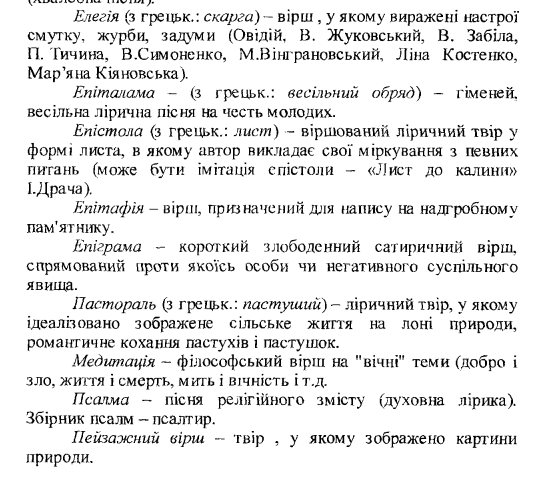 Елегія (з грецьк.: скарга) – вірш , у якому виражені настрої
смутку, журби, задуми (Овідій, В. Жуковський, В. Забіла,
П. Тичина, В.Симоненко, М.Вінграновський, Ліна Костенко,
Мар’яна Кіяновська).
Епіталама – (з грецьк.: весільний обряд) – гіменей,
весільна лірична пісня на честь молодих.
Епістола (з грецьк.: лист) – віршований ліричний твір у
формі листа, в якому автор викладає свої міркування з певних
питань (може бути імітація епістоли – «Лист до калини»
І.Драча).
Епітафія – вірш, призначений для напису на надгробному
пам'ятнику.
Епіграма – короткий злободенний сатиричний вірш,
спрямований проти якоїсь особи чи негативного суспільного
явища.
Пастораль (з грецьк.: пастуший) – ліричний твір, у якому
ідеалізовано зображене сільське життя на лоні природи,
романтичне кохання пастухів і пастушок.
Медитація – філософський вірш на "вічні" теми (добро і
зло, життя і смерть, мить і вічність і т.д.
Псалма – пісня релігійного змісту (духовна лірика).
Збірник псалм – псалтир.
Пейзажний вірш – твір , у якому зображено картини
природи.